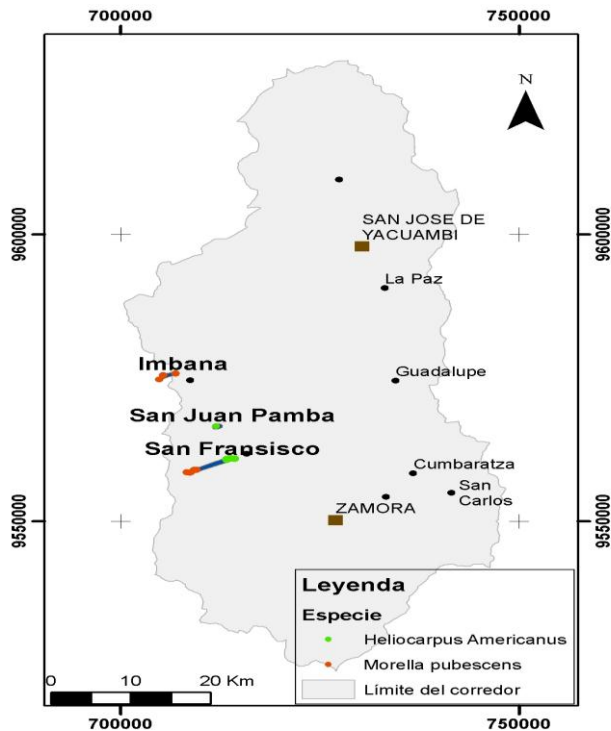 700000
750000
N
9600000
9600000
SAN JOSE DE
YACUAMBI
La Paz
Imbana
Guadalupe
San Juan Pamba
San Fransisco
Cumbaratza
San
Carlos
ZAMORA
9550000
9550000
Leyenda
Especie
Heliocarpus Americanus
Morella pubescens
Límite del corredor
0
10
20 Km
700000
750000